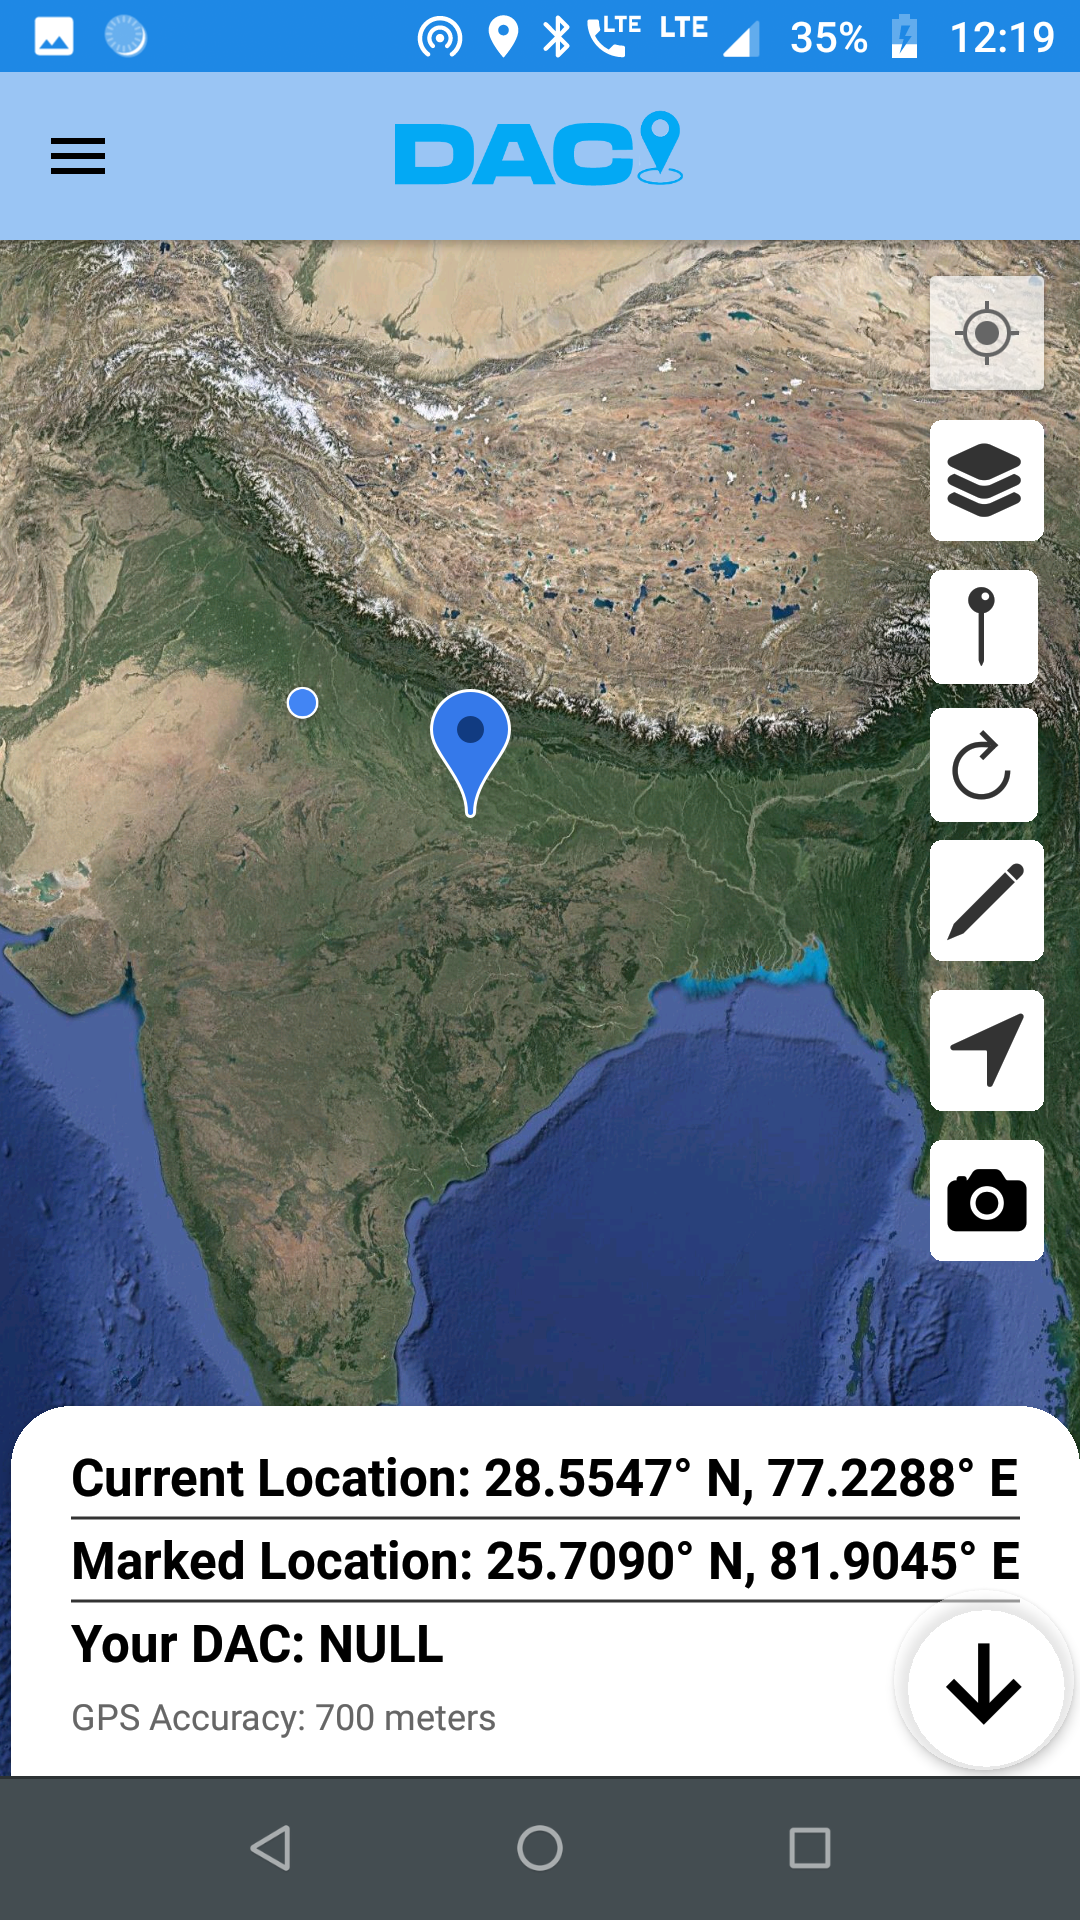 LTE LTE 35% 12:19
DAC
Current Location: 28.5547° N, 77.2288° E
Marked Location: 25.7090° N, 81.9045° E
Your DAC: NULL
GPS Accuracy: 700 meters